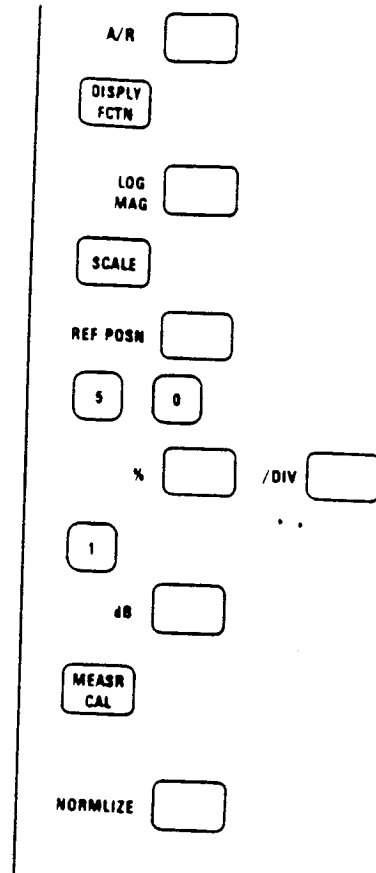 A/R
DISPLY
FCTN
LOG
MAG
SCALE
REF POSN
5 0
% /DIV
1
dB
MEASR
CAL
NORMLIZE